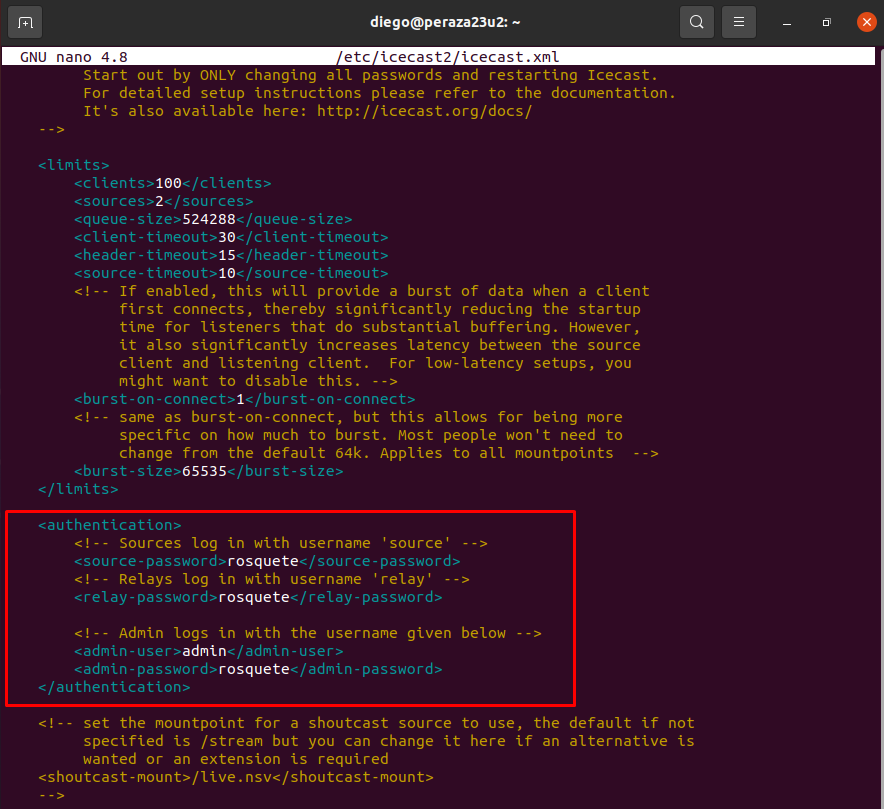 diego@peraza23u2: ~
GNU nano 4.8 /etc/icecast2/icecast.xml
Start out by ONLY changing all passwords and restarting Icecast.
For detailed setup instructions please refer to the documentation.
It's also available here: http://icecast.org/docs/
-->
<limits>
<clients>100</clients>
<sources>2</sources>
<queue-size>524288</queue-size>
<client-timeout>30</client-timeout>
<header-timeout>15</header-timeout>
<source-timeout>10</source-timeout>
<!-- If enabled, this will provide a burst of data when a client
first connects, thereby significantly reducing the startup
time for listeners that do substantial buffering. However,
it also significantly increases latency between the source
client and listening client.  For low-latency setups, you
might want to disable this. -->
<burst-on-connect>1</burst-on-connect>
<!-- same as burst-on-connect, but this allows for being more
specific on how much to burst. Most people won't need to
change from the default 64k. Applies to all mountpoints  -->
<burst-size>65535</burst-size>
</limits>
<authentication>
<!-- Sources log in with username 'source' -->
<source-password>rosquete</source-password>
<!-- Relays log in with username 'relay' -->
<relay-password>rosquete</relay-password>
<!-- Admin logs in with the username given below -->
<admin-user>admin</admin-user>
<admin-password>rosquete</admin-password>
</authentication>
<!-- set the mountpoint for a shoutcast source to use, the default if not
specified is /stream but you can change it here if an alternative is
wanted or an extension is required
<shoutcast-mount>/live.nsv</shoutcast-mount>
-->